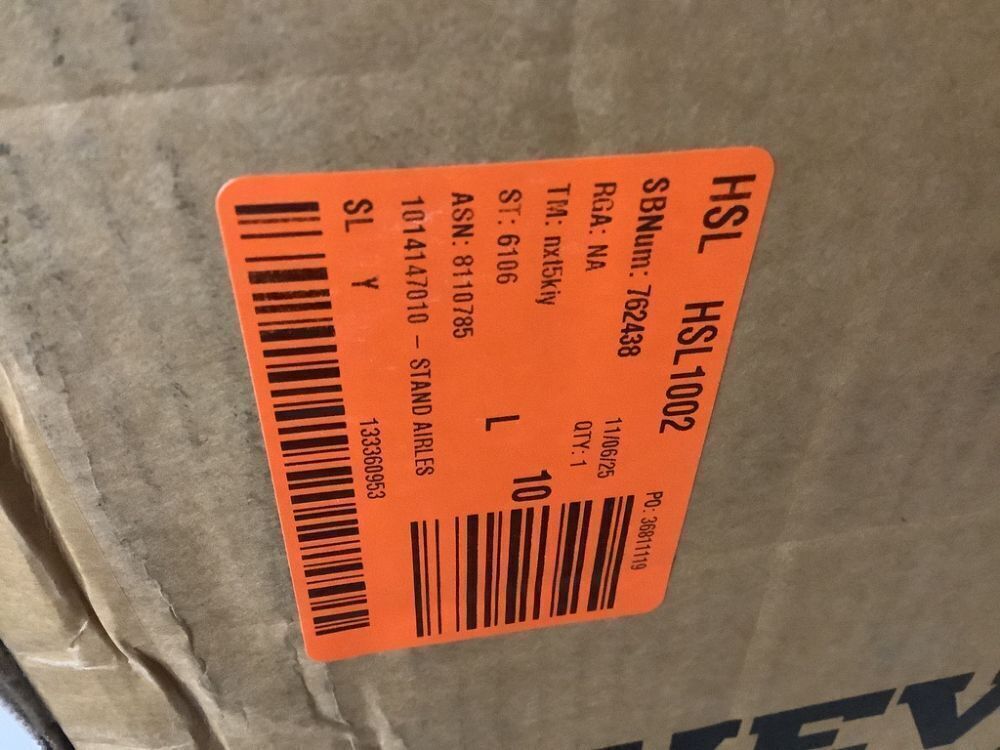 HSL HSL1002
SBNum: 762438 PO: 36811119
RGA: NA 11/06/25
TM: nxt5kiy QTY: 1
ST: 6106 10
ASN: 8110785 L
1014147010 - STAND AIRLES
SL Y 133360953